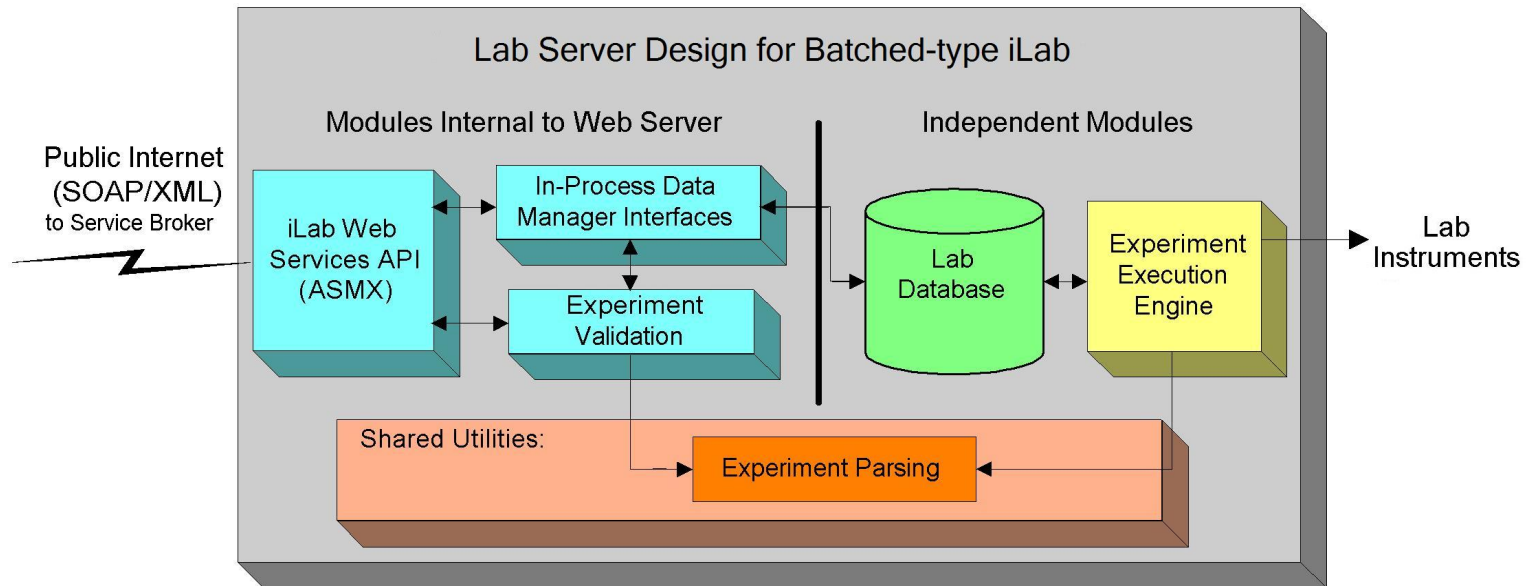 Lab Server Design for Batched-type iLab
Modules Internal to Web Server
Independent Modules
Public Internet
(SOAP/XML)
to Service Broker
iLab Web
Services API
(ASMX)
In-Process Data
Manager Interfaces
Experiment
Validation
Lab
Database
Experiment
Execution
Engine
Lab
Instruments
Shared Utilities:
Experiment Parsing